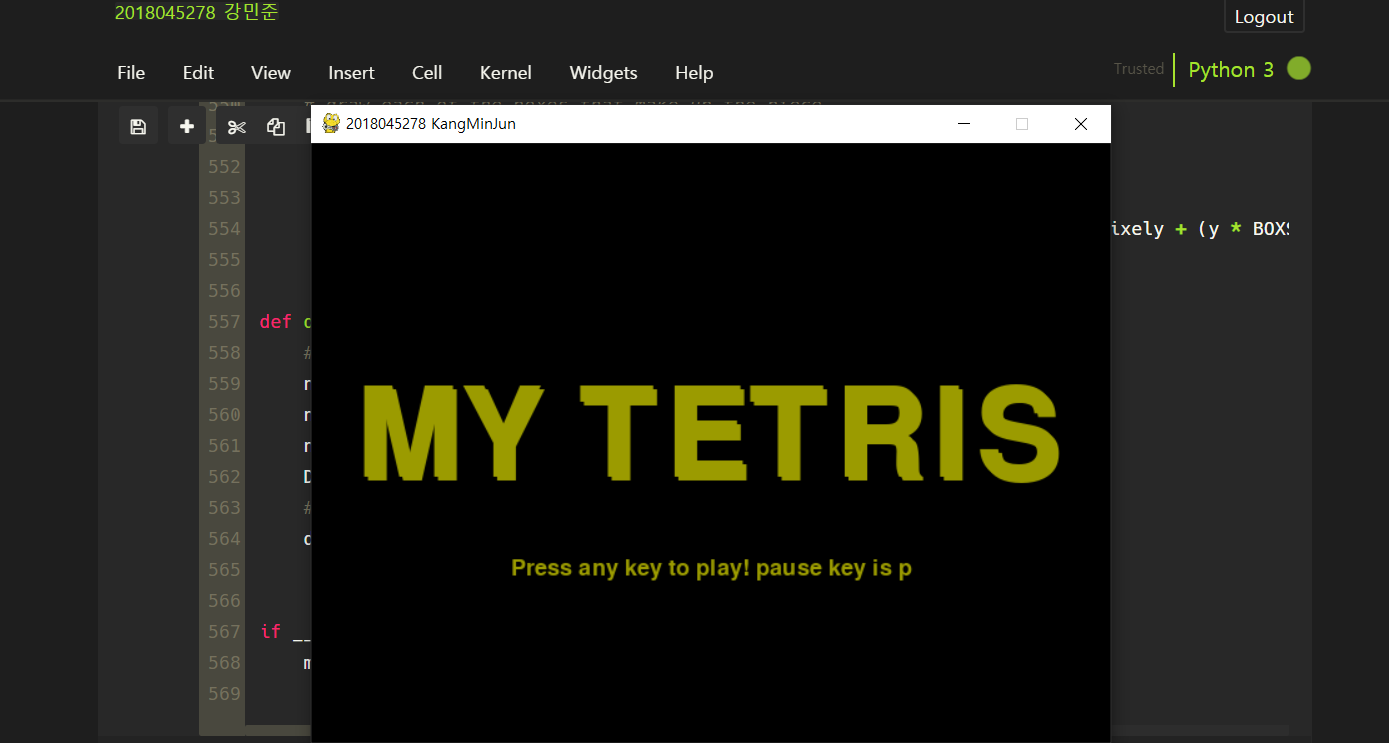 2018045278 강민준
Logout
File Edit View Insert Cell Kernel Widgets Help
Trusted Python 3
2018045278 KangMinJun
552
553
554 ixely + (y * BOXS
555
556
557 def
558 #
559 r
560 r
561 r
562 D
563 #
564
565
566
567 if __
568 m
569
MY TETRIS
Press any key to play! pause key is p